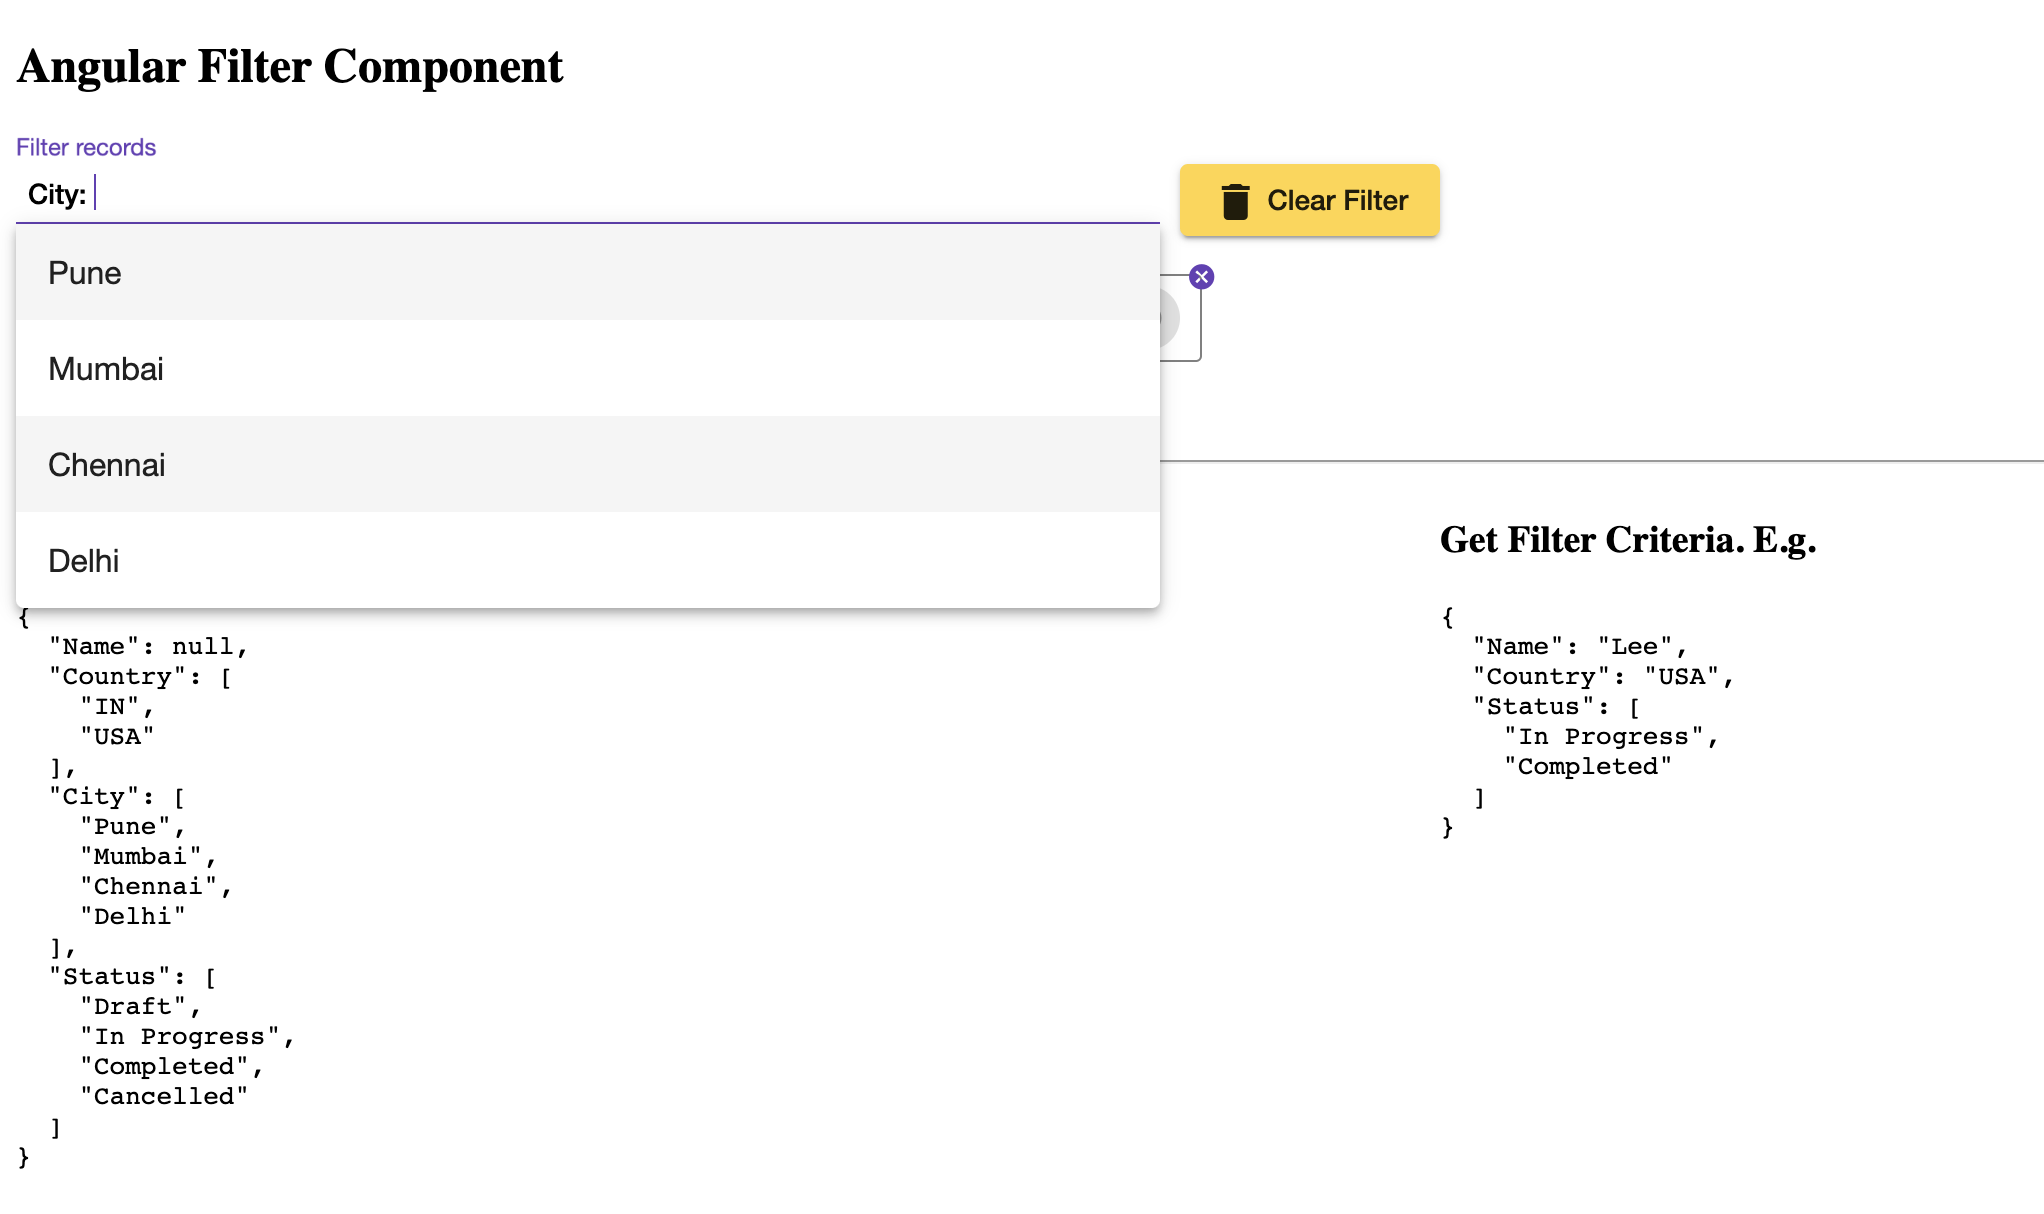 Angular Filter Component
Filter records
City:
Clear Filter
Pune
Mumbai
Chennai
Delhi
{
  "Name": null,
  "Country": [
    "IN",
    "USA"
  ],
  "City": [
    "Pune",
    "Mumbai",
    "Chennai",
    "Delhi"
  ],
  "Status": [
    "Draft",
    "In Progress",
    "Completed",
    "Cancelled"
  ]
}
Get Filter Criteria. E.g.
{
  "Name": "Lee",
  "Country": "USA",
  "Status": [
    "In Progress",
    "Completed"
  ]
}